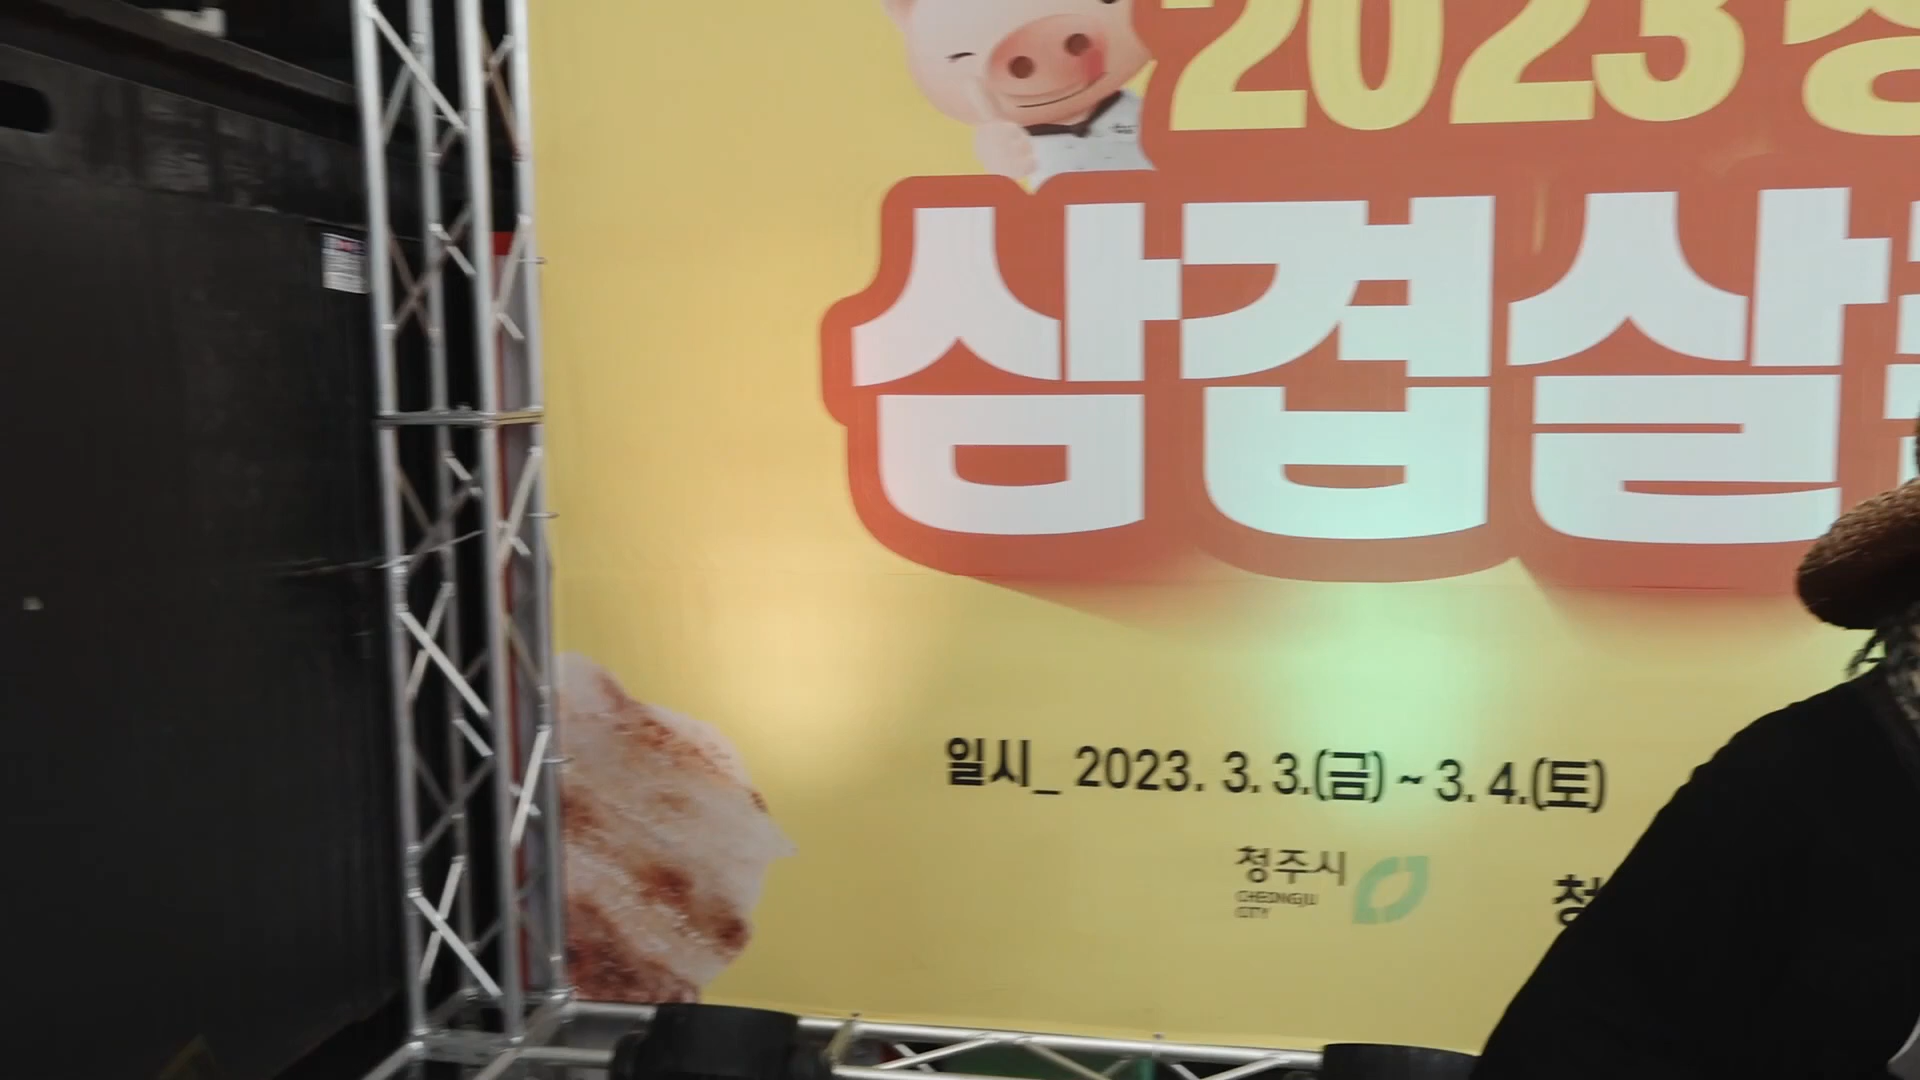 2023
삼겹살
일시_ 2023. 3. 3.(금) ~ 3. 4.(토)
청주시
CHEONGJU
CITY
청